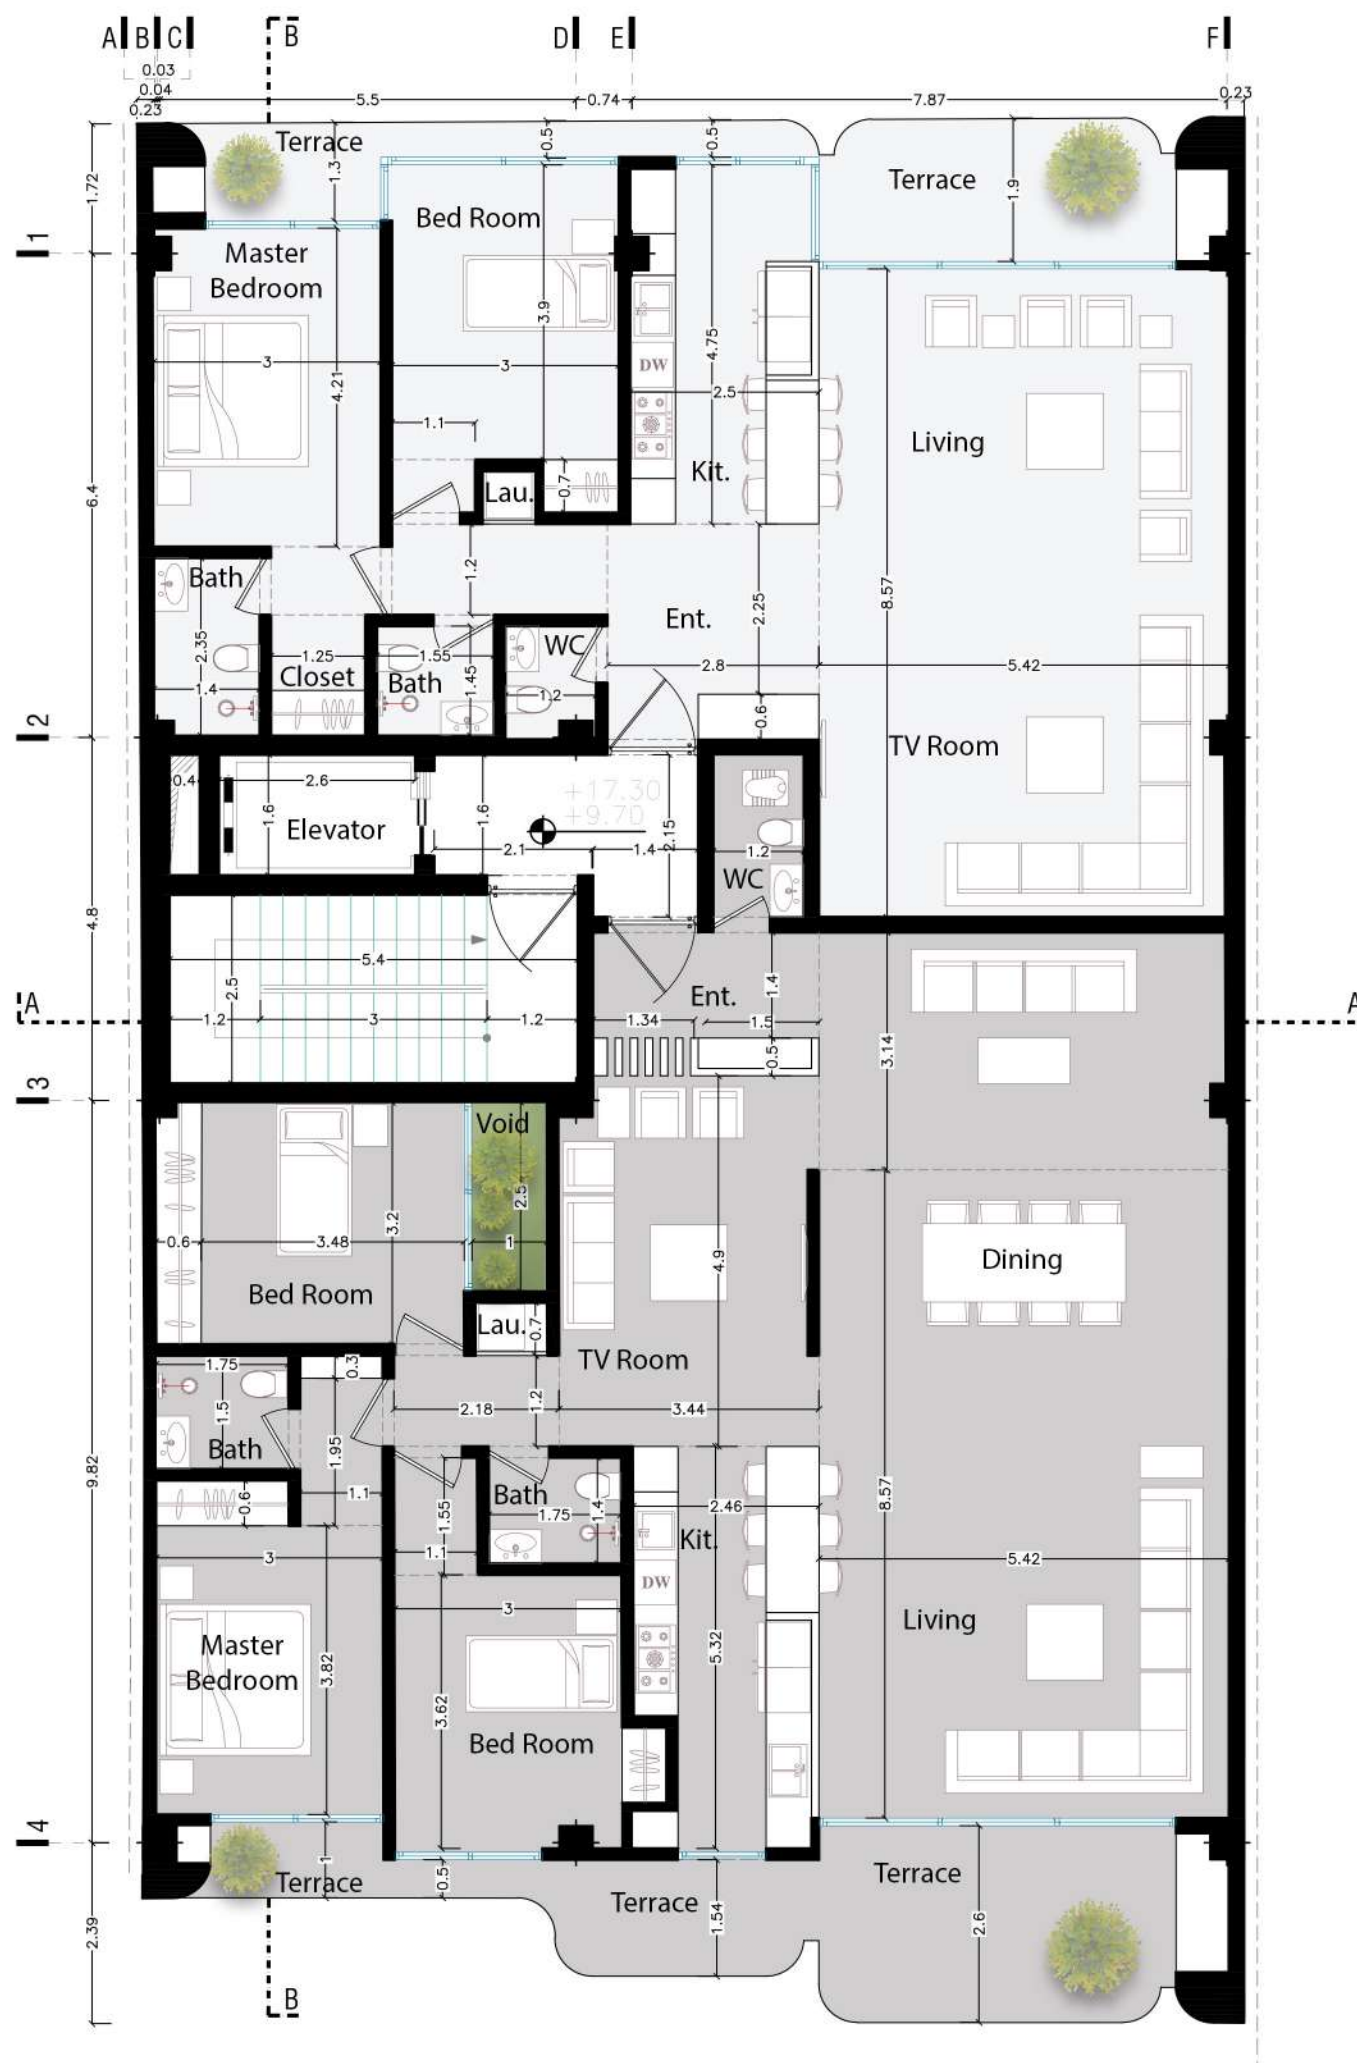 A B C B D E F
0.03
0.04
0.23 5.5 0.74 7.87 0.23
Terrace
1.3
0.5
0.5
1.72
1.9
Terrace
Bed Room
1
Master
Bedroom
3.9
4.75
3
3
4.21
DW
2.5
1.1
Living
Kit.
Lau.
0.7
6.4
Bath
1.2
2.25
8.57
Ent.
2.35
WC
1.25
1.55
Closet
Bath
1.45
2.8
5.42
1.4
1.2
0.6
2
TV Room
0.4
2.6
1.6
Elevator
1.6
+17.30
+9.70
2.15
2.1
1.4
1.2
WC
4.8
5.4
2.5
Ent.
1.4
A
A
1.2
3
1.2
1.34
1.5
0.5
3.14
3
Void
2.5
3.2
0.6
3.48
1
4.9
Dining
Bed Room
Lau.
0.7
TV Room
1.75
0.3
1.5
2.18
1.2
3.44
Bath
1.95
9.82
0.6
1.1
1.55
Bath
1.75
1.4
2.46
8.57
Kit.
3
1.1
5.42
DW
3
Living
Master
Bedroom
3.82
5.32
3.62
Bed Room
4
1
Terrace
0.5
Terrace
1.54
Terrace
2.6
2.39
B